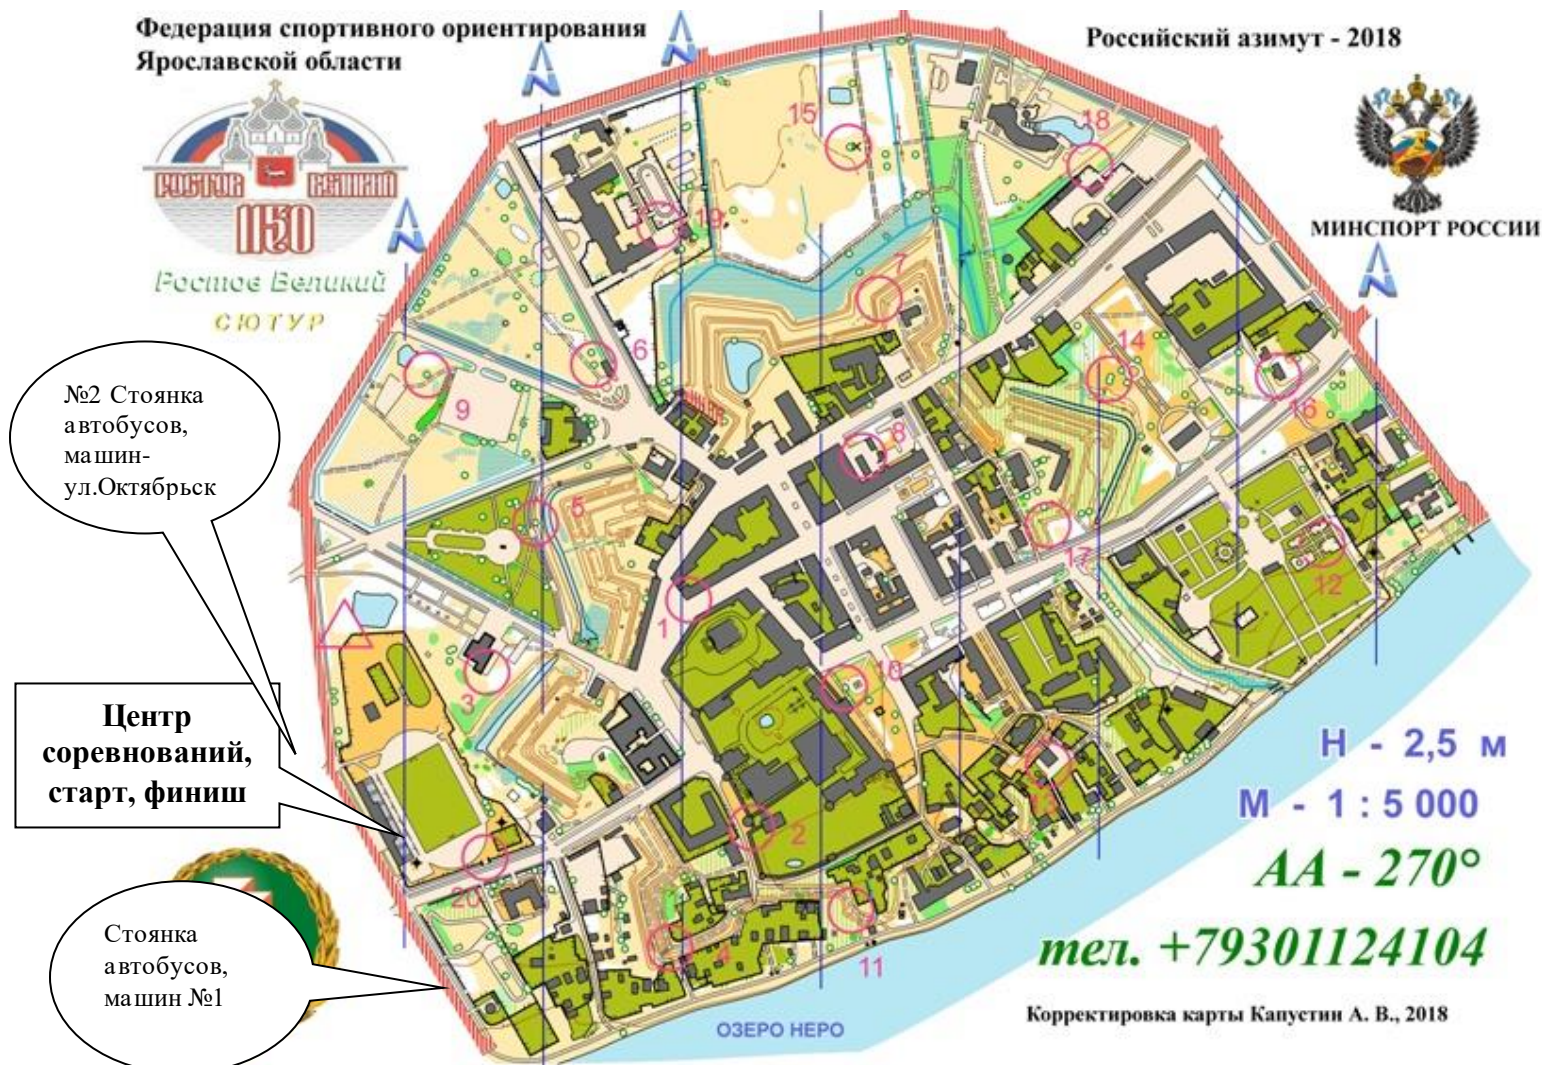 Федерация спортивного ориентирования
Ярославской области
Российский азимут - 2018
МИНСПОРТ РОССИИ
РОСТОВ ВЕЛИКИЙ
1150
Ростов Великий
СЮТУР
№2 Стоянка
автобусов,
машин-
ул.Октябрьск
Центр
соревнований,
старт, финиш
Стоянка
автобусов,
машин №1
15
18
19
7
6
14
9
16
8
5
17
12
1
10
3
13
2
20
4
11
H - 2,5 м
М - 1 : 5 000
АА - 270°
тел. +79301124104
Корректировка карты Капустин А. В., 2018
ОЗЕРО НЕРО